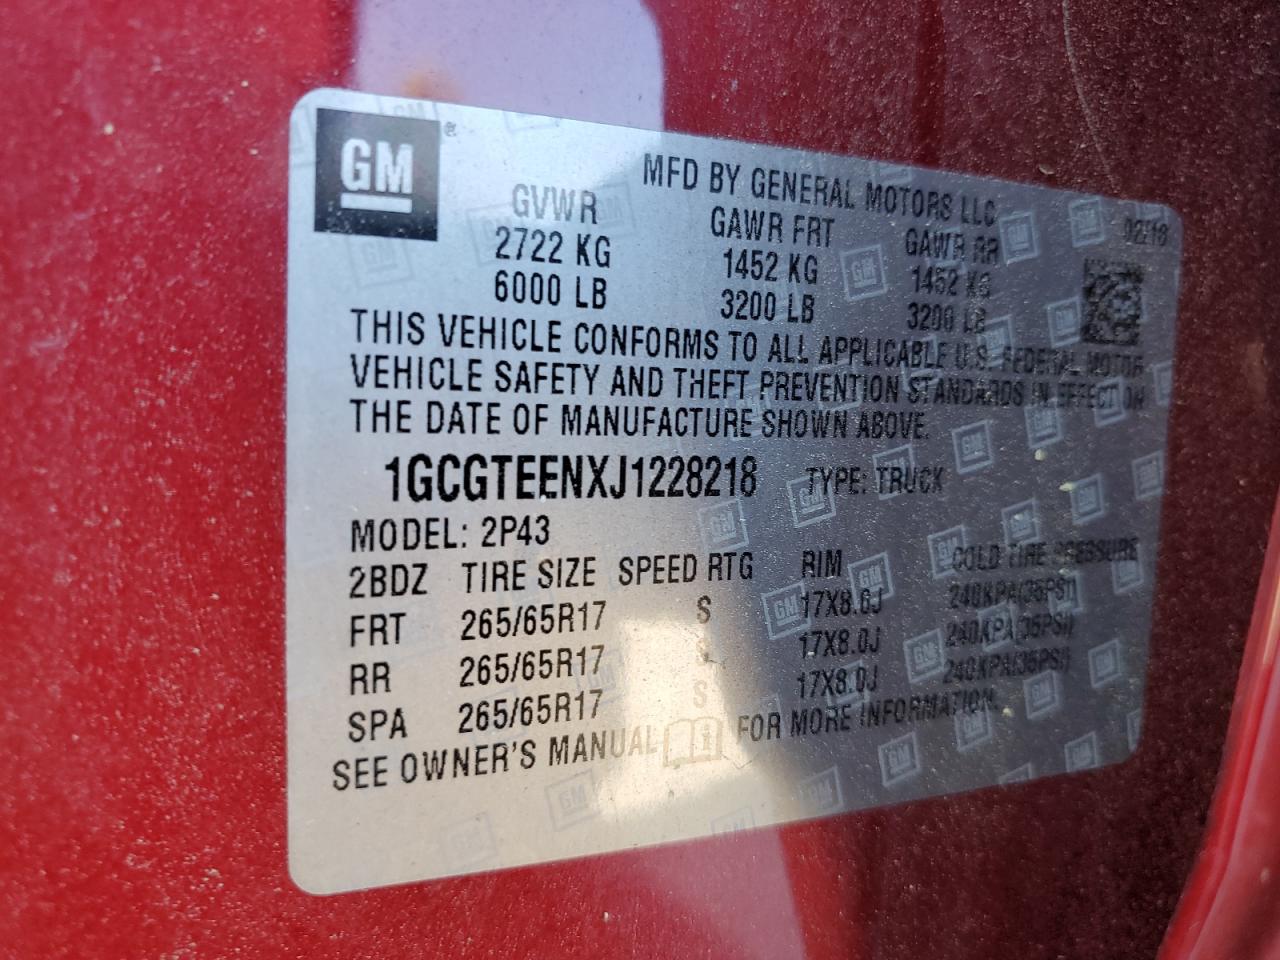 GM ®
MFD BY GENERAL MOTORS LLC
GVWR GAWR FRT GAWR RR 02/18
2722 KG 1452 KG 1452 KG
6000 LB 3200 LB 3200 LB
THIS VEHICLE CONFORMS TO ALL APPLICABLE U.S. FEDERAL MOTOR
VEHICLE SAFETY AND THEFT PREVENTION STANDARDS IN EFFECT ON
THE DATE OF MANUFACTURE SHOWN ABOVE.
1GCGTEENXJ1228218 TYPE: TRUCK
MODEL: 2P43
2BDZ TIRE SIZE SPEED RTG RIM COLD TIRE PRESSURE
FRT 265/65R17 S 17X8.0J 240KPA(35PSI)
RR 265/65R17 S 17X8.0J 240KPA(35PSI)
SPA 265/65R17 S 17X8.0J 240KPA(35PSI)
SEE OWNER'S MANUAL FOR MORE INFORMATION.